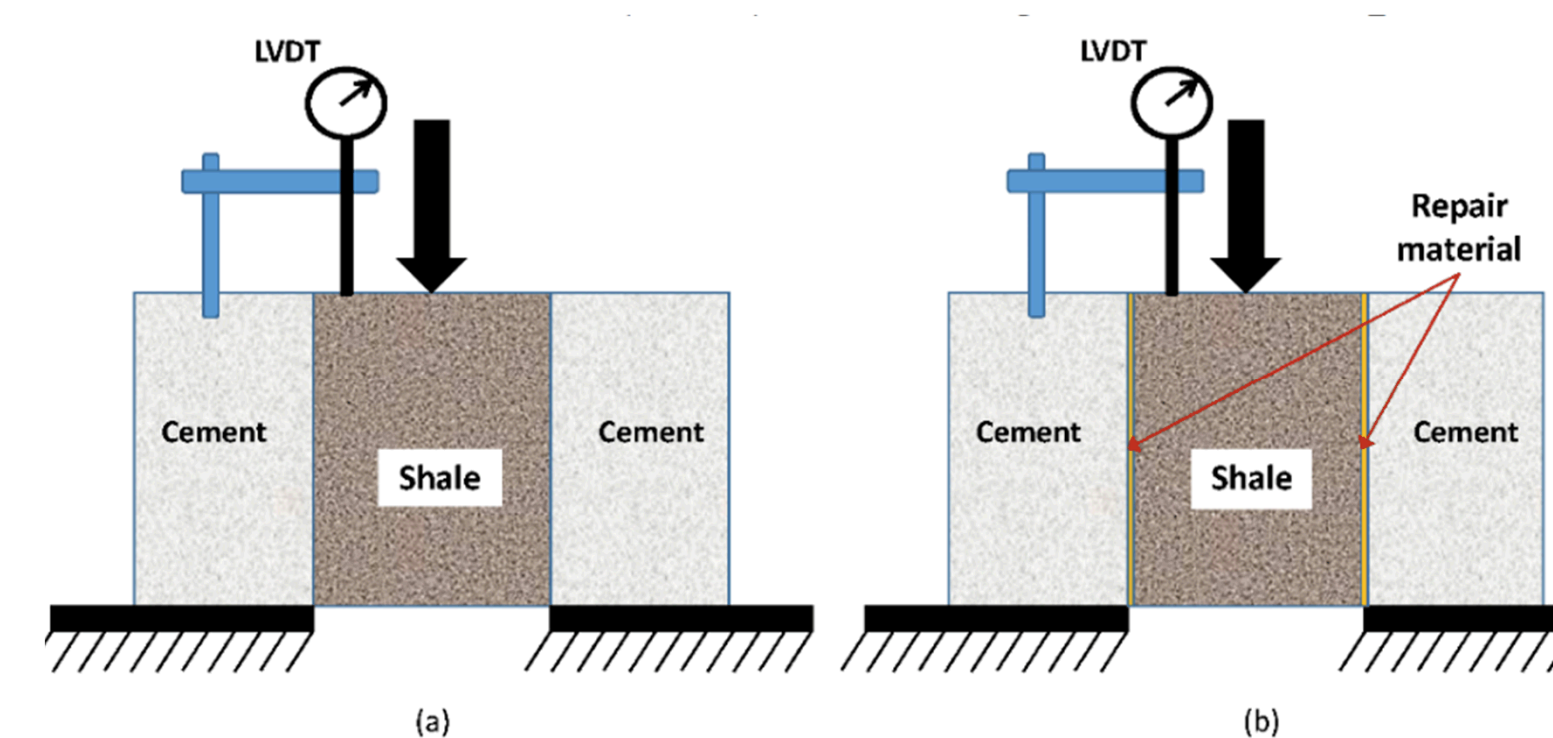 LVDT
LVDT
Repair
material
Cement
Shale
Cement
Cement
Shale
Cement
(a)
(b)